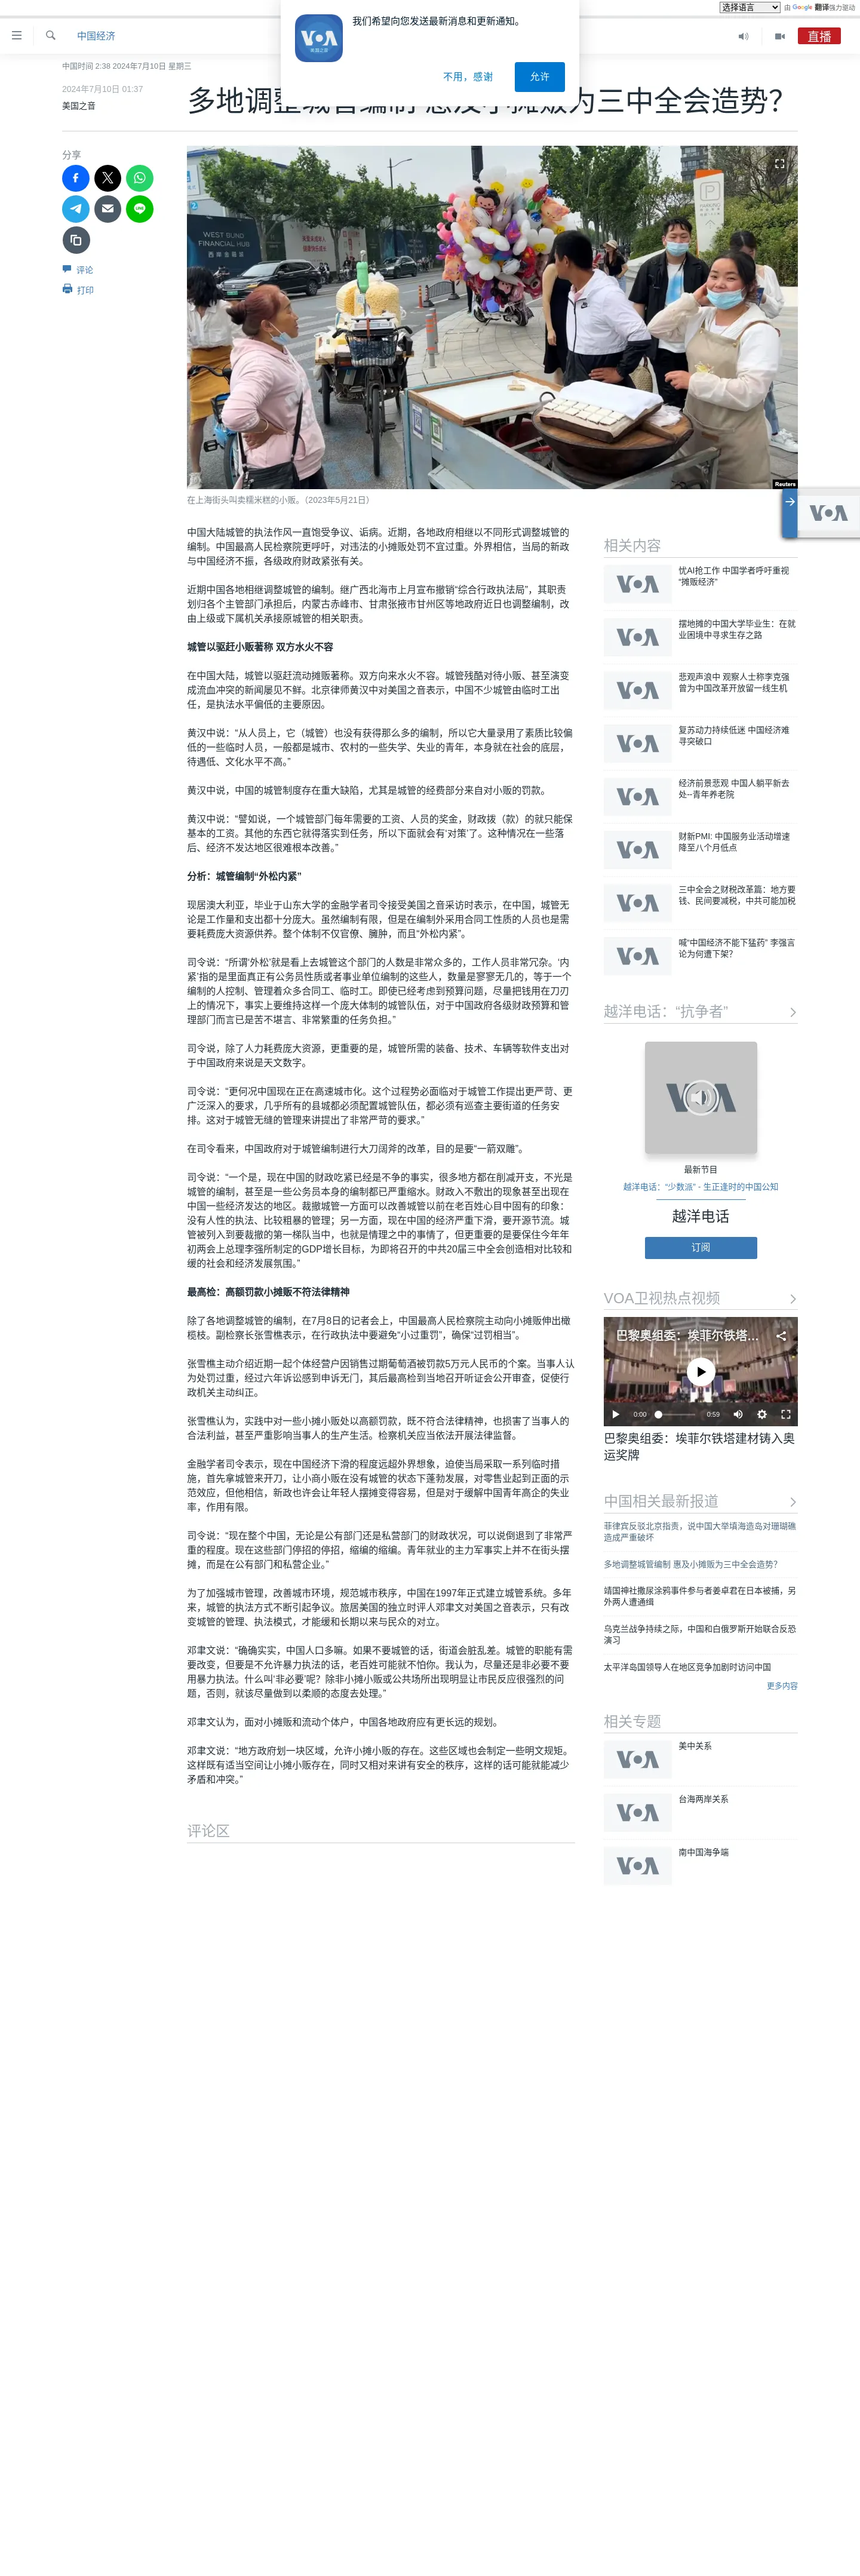 选择语言 由 Google 翻译强力驱动
我们希望向您发送最新消息和更新通知。
VOA
美国之音
不用，感谢 允许
中国经济 直播
中国时间 2:38 2024年7月10日 星期三
多地调整城管编制 惠及小摊贩为三中全会造势？
2024年7月10日 01:37
美国之音
分享
评论
打印
WEST BUND
FINANCIAL HUB
Reuters
在上海街头叫卖糯米糕的小贩。（2023年5月21日）
中国大陆城管的执法作风一直饱受争议、诟病。近期，各地政府相继以不同形式调整城管的
编制。中国最高人民检察院更呼吁，对违法的小摊贩处罚不宜过重。外界相信，当局的新政
与中国经济不振，各级政府财政紧张有关。
近期中国各地相继调整城管的编制。继广西北海市上月宣布撤销“综合行政执法局”，其职责
划归各个主管部门承担后，内蒙古赤峰市、甘肃张掖市甘州区等地政府近日也调整编制，改
由上级或下属机关承接原城管的相关职责。
城管以驱赶小贩著称 双方水火不容
在中国大陆，城管以驱赶流动摊贩著称。双方向来水火不容。城管残酷对待小贩、甚至演变
成流血冲突的新闻屡见不鲜。北京律师黄汉中对美国之音表示，中国不少城管由临时工出
任，是执法水平偏低的主要原因。
黄汉中说：“从人员上，它（城管）也没有获得那么多的编制，所以它大量录用了素质比较偏
低的一些临时人员，一般都是城市、农村的一些失学、失业的青年，本身就在社会的底层，
待遇低、文化水平不高。”
黄汉中说，中国的城管制度存在重大缺陷，尤其是城管的经费部分来自对小贩的罚款。
黄汉中说：“譬如说，一个城管部门每年需要的工资、人员的奖金，财政拨（款）的就只能保
基本的工资。其他的东西它就得落实到任务，所以下面就会有‘对策’了。这种情况在一些落
后、经济不发达地区很难根本改善。”
分析：城管编制“外松内紧”
现居澳大利亚，毕业于山东大学的金融学者司令接受美国之音采访时表示，在中国，城管无
论是工作量和支出都十分庞大。虽然编制有限，但是在编制外采用合同工性质的人员也是需
要耗费庞大资源供养。整个体制不仅官僚、臃肿，而且“外松内紧”。
司令说：“所谓‘外松’就是看上去城管这个部门的人数是非常众多的，工作人员非常冗杂。‘内
紧’指的是里面真正有公务员性质或者事业单位编制的这些人，数量是寥寥无几的，等于一个
编制的人控制、管理着众多合同工、临时工。即使已经考虑到预算问题，尽量把钱用在刀刃
上的情况下，事实上要维持这样一个庞大体制的城管队伍，对于中国政府各级财政预算和管
理部门而言已是苦不堪言、非常繁重的任务负担。”
司令说，除了人力耗费庞大资源，更重要的是，城管所需的装备、技术、车辆等软件支出对
于中国政府来说是天文数字。
司令说：“更何况中国现在正在高速城市化。这个过程势必面临对于城管工作提出更严苛、更
广泛深入的要求，几乎所有的县城都必须配置城管队伍，都必须有巡查主要街道的任务安
排。这对于城管无缝的管理来讲提出了非常严苛的要求。”
在司令看来，中国政府对于城管编制进行大刀阔斧的改革，目的是要“一箭双雕”。
司令说：“一个是，现在中国的财政吃紧已经是不争的事实，很多地方都在削减开支，不光是
城管的编制，甚至是一些公务员本身的编制都已严重缩水。财政入不敷出的现象甚至出现在
中国一些经济发达的地区。裁撤城管一方面可以改善城管以前在老百姓心目中固有的印象：
没有人性的执法、比较粗暴的管理；另一方面，现在中国的经济严重下滑，要开源节流。城
管被列入到要裁撤的第一梯队当中，也就是情理之中的事情了，但更重要的是要保住今年年
初两会上总理李强所制定的GDP增长目标，为即将召开的中共20届三中全会创造相对比较和
缓的社会和经济发展氛围。”
最高检：高额罚款小摊贩不符法律精神
除了各地调整城管的编制，在7月8日的记者会上，中国最高人民检察院主动向小摊贩伸出橄
榄枝。副检察长张雪樵表示，在行政执法中要避免“小过重罚”，确保“过罚相当”。
张雪樵主动介绍近期一起个体经营户因销售过期葡萄酒被罚款5万元人民币的个案。当事人认
为处罚过重，经过六年诉讼感到申诉无门，其后最高检到当地召开听证会公开审查，促使行
政机关主动纠正。
张雪樵认为，实践中对一些小摊小贩处以高额罚款，既不符合法律精神，也损害了当事人的
合法利益，甚至严重影响当事人的生产生活。检察机关应当依法开展法律监督。
金融学者司令表示，现在中国经济下滑的程度远超外界想象，迫使当局采取一系列临时措
施，首先拿城管来开刀，让小商小贩在没有城管的状态下蓬勃发展，对零售业起到正面的示
范效应，但他相信，新政也许会让年轻人摆摊变得容易，但是对于缓解中国青年高企的失业
率，作用有限。
司令说：“现在整个中国，无论是公有部门还是私营部门的财政状况，可以说倒退到了非常严
重的程度。现在这些部门停招的停招，缩编的缩编。青年就业的主力军事实上并不在街头摆
摊，而是在公有部门和私营企业。”
为了加强城市管理，改善城市环境，规范城市秩序，中国在1997年正式建立城管系统。多年
来，城管的执法方式不断引起争议。旅居美国的独立时评人邓聿文对美国之音表示，只有改
变城管的管理、执法模式，才能缓和长期以来与民众的对立。
邓聿文说：“确确实实，中国人口多嘛。如果不要城管的话，街道会脏乱差。城管的职能有需
要改变，但要是不允许暴力执法的话，老百姓可能就不怕你。我认为，尽量还是非必要不要
用暴力执法。什么叫‘非必要’呢？除非小摊小贩或公共场所出现明显让市民反应很强烈的问
题，否则，就该尽量做到以柔顺的态度去处理。”
邓聿文认为，面对小摊贩和流动个体户，中国各地政府应有更长远的规划。
邓聿文说：“地方政府划一块区域，允许小摊小贩的存在。这些区域也会制定一些明文规矩。
这样既有适当空间让小摊小贩存在，同时又相对来讲有安全的秩序，这样的话可能就能减少
矛盾和冲突。”
评论区
VOA
相关内容
VOA 忧AI抢工作 中国学者呼吁重视
“摊贩经济”
VOA 摆地摊的中国大学毕业生：在就
业困境中寻求生存之路
VOA 悲观声浪中 观察人士称李克强
曾为中国改革开放留一线生机
VOA 复苏动力持续低迷 中国经济难
寻突破口
VOA 经济前景悲观 中国人躺平新去
处--青年养老院
VOA 财新PMI: 中国服务业活动增速
降至八个月低点
VOA 三中全会之财税改革篇：地方要
钱、民间要减税，中共可能加税
VOA 喊“中国经济不能下猛药” 李强言
论为何遭下架？
越洋电话：“抗争者”
VOA
最新节目
越洋电话：“少数派” - 生正逢时的中国公知
越洋电话
订阅
VOA卫视热点视频
巴黎奥组委：埃菲尔铁塔...
0:00 0:59
巴黎奥组委：埃菲尔铁塔建材铸入奥
运奖牌
中国相关最新报道
菲律宾反驳北京指责，说中国大举填海造岛对珊瑚礁
造成严重破坏
多地调整城管编制 惠及小摊贩为三中全会造势？
靖国神社撒尿涂鸦事件参与者姜卓君在日本被捕，另
外两人遭通缉
乌克兰战争持续之际，中国和白俄罗斯开始联合反恐
演习
太平洋岛国领导人在地区竞争加剧时访问中国
更多内容
相关专题
VOA 美中关系
VOA 台海两岸关系
VOA 南中国海争端